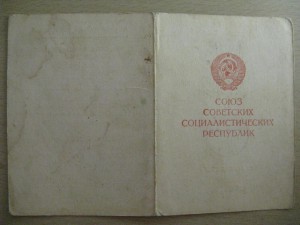 СОЮЗ
СОВЕТСКИХ
СОЦИАЛИСТИЧЕСКИХ
РЕСПУБЛИК